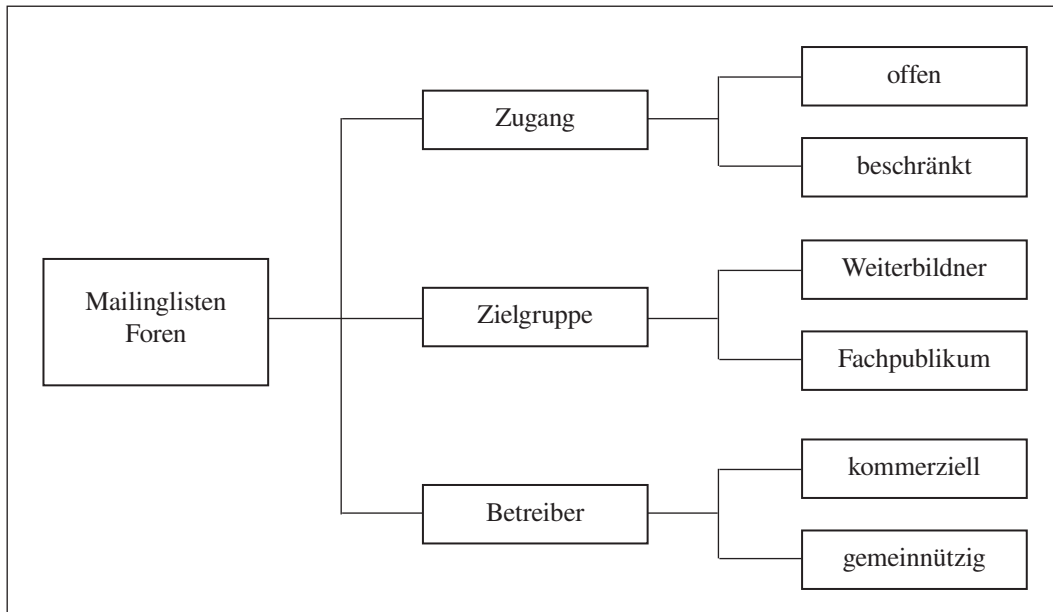 Mailinglisten
Foren
Zugang
offen
beschränkt
Zielgruppe
Weiterbildner
Fachpublikum
Betreiber
kommerziell
gemeinnützig